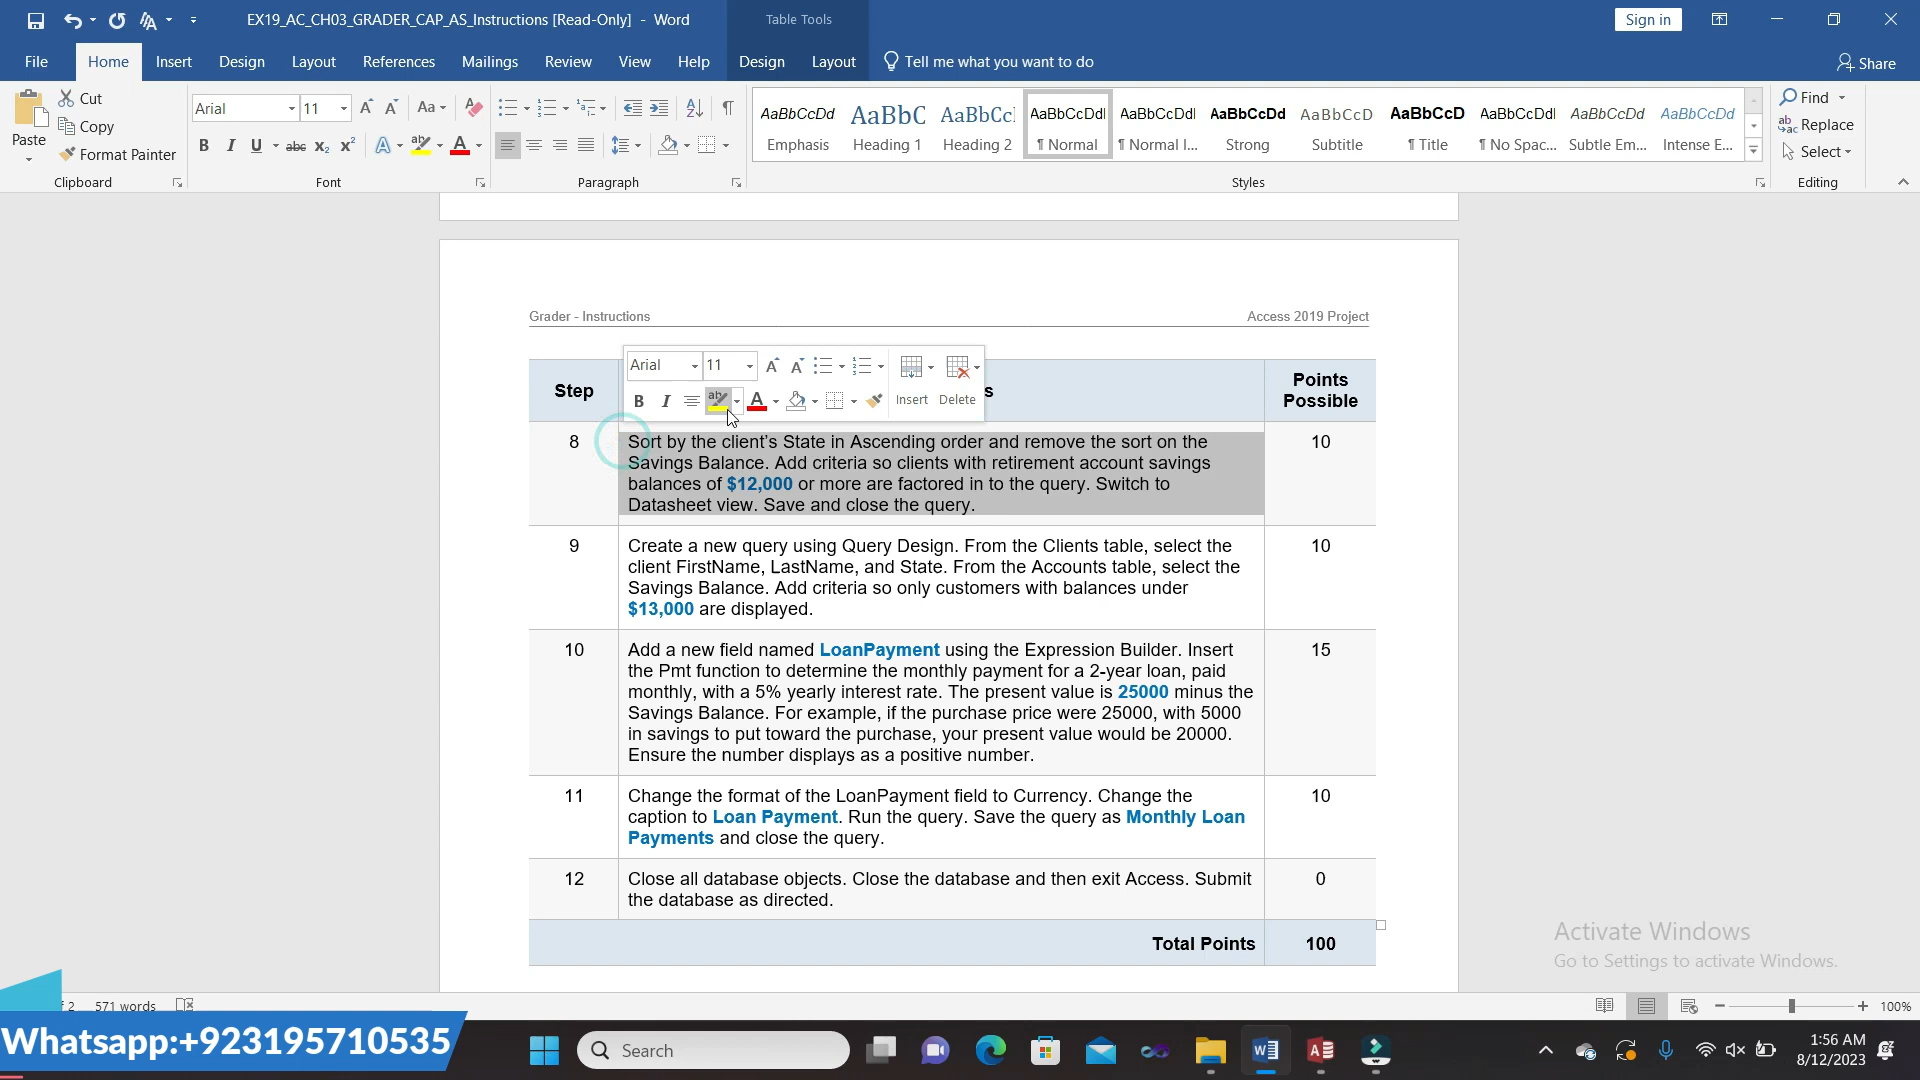 EX19_AC_CH03_GRADER_CAP_AS_Instructions [Read-Only] - Word
Table Tools
Sign in
File
Home
Insert
Design
Layout
References
Mailings
Review
View
Help
Design
Layout
Tell me what you want to do
Share
Paste
Cut
Copy
Format Painter
Clipboard
Arial
11
Font
Paragraph
AaBbCcDd
Emphasis
AaBbC
Heading 1
AaBbCc
Heading 2
AaBbCcDd
¶ Normal
AaBbCcDd
¶ Normal I...
AaBbCcDd
Strong
AaBbCcD
Subtitle
AaBbCcD
¶ Title
AaBbCcDd
¶ No Spac...
AaBbCcDd
Subtle Em...
AaBbCcDd
Intense E...
Styles
Find
Replace
Select
Editing
Grader - Instructions
Access 2019 Project
Arial
11
Insert
Delete
Step
s
Points
Possible
8
Sort by the client's State in Ascending order and remove the sort on the
Savings Balance. Add criteria so clients with retirement account savings
balances of $12,000 or more are factored in to the query. Switch to
Datasheet view. Save and close the query.
10
9
Create a new query using Query Design. From the Clients table, select the
client FirstName, LastName, and State. From the Accounts table, select the
Savings Balance. Add criteria so only customers with balances under
$13,000 are displayed.
10
10
Add a new field named LoanPayment using the Expression Builder. Insert
the Pmt function to determine the monthly payment for a 2-year loan, paid
monthly, with a 5% yearly interest rate. The present value is 25000 minus the
Savings Balance. For example, if the purchase price were 25000, with 5000
in savings to put toward the purchase, your present value would be 20000.
Ensure the number displays as a positive number.
15
11
Change the format of the LoanPayment field to Currency. Change the
caption to Loan Payment. Run the query. Save the query as Monthly Loan
Payments and close the query.
10
12
Close all database objects. Close the database and then exit Access. Submit
the database as directed.
0
Total Points
100
Activate Windows
Go to Settings to activate Windows.
f 2
571 words
100%
Whatsapp:+923195710535
Search
1:56 AM
8/12/2023